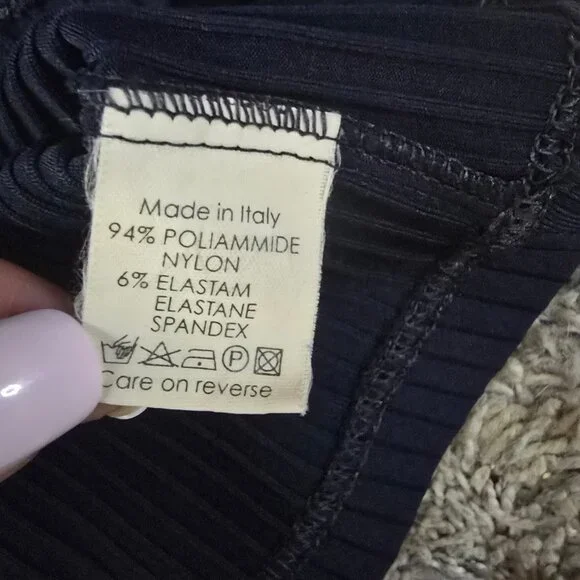 Made in Italy
94% POLIAMMIDE
NYLON
6% ELASTAM
ELASTANE
SPANDEX
P
Care on reverse